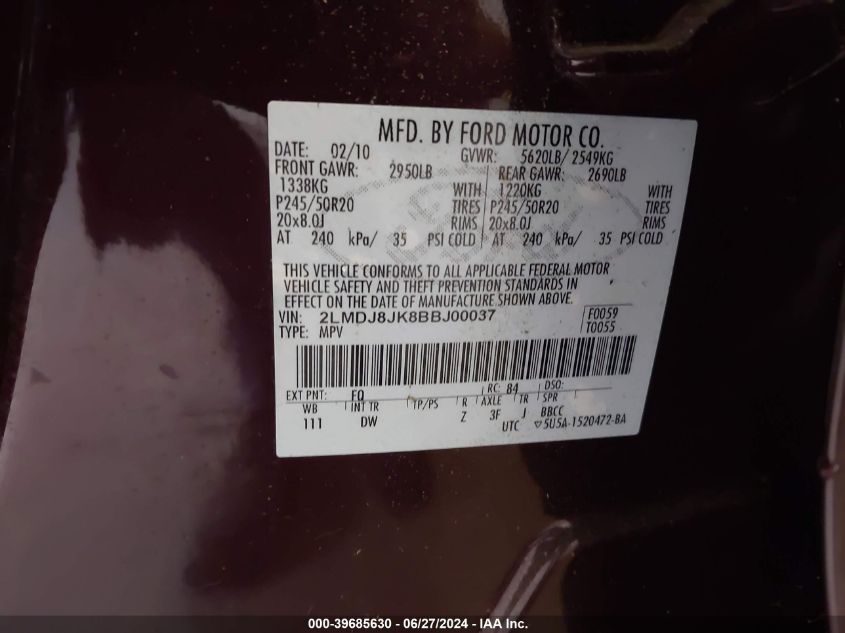 MFD. BY FORD MOTOR CO.
DATE: 02/10 GVWR: 5620LB/ 2549KG
FRONT GAWR: 2950LB REAR GAWR: 2690LB
1338KG WITH 1220KG WITH
P245/50R20 TIRES P245/50R20 TIRES
20x8.0J RIMS 20x8.0J RIMS
AT 240 kPa/ 35 PSI COLD AT 240 kPa/ 35 PSI COLD
THIS VEHICLE CONFORMS TO ALL APPLICABLE FEDERAL MOTOR
VEHICLE SAFETY AND THEFT PREVENTION STANDARDS IN
EFFECT ON THE DATE OF MANUFACTURE SHOWN ABOVE.
VIN: 2LMDJ8JK8BBJ00037 F0059
TYPE: MPV T0055
EXT PNT: FQ RC: 84 DSO:
WB INT TR TP/PS R AXLE TR SPR
111 DW Z 3F J BBCC
UTC ▽5U5A-1520472-BA
000-39685630 - 06/27/2024 - IAA Inc.